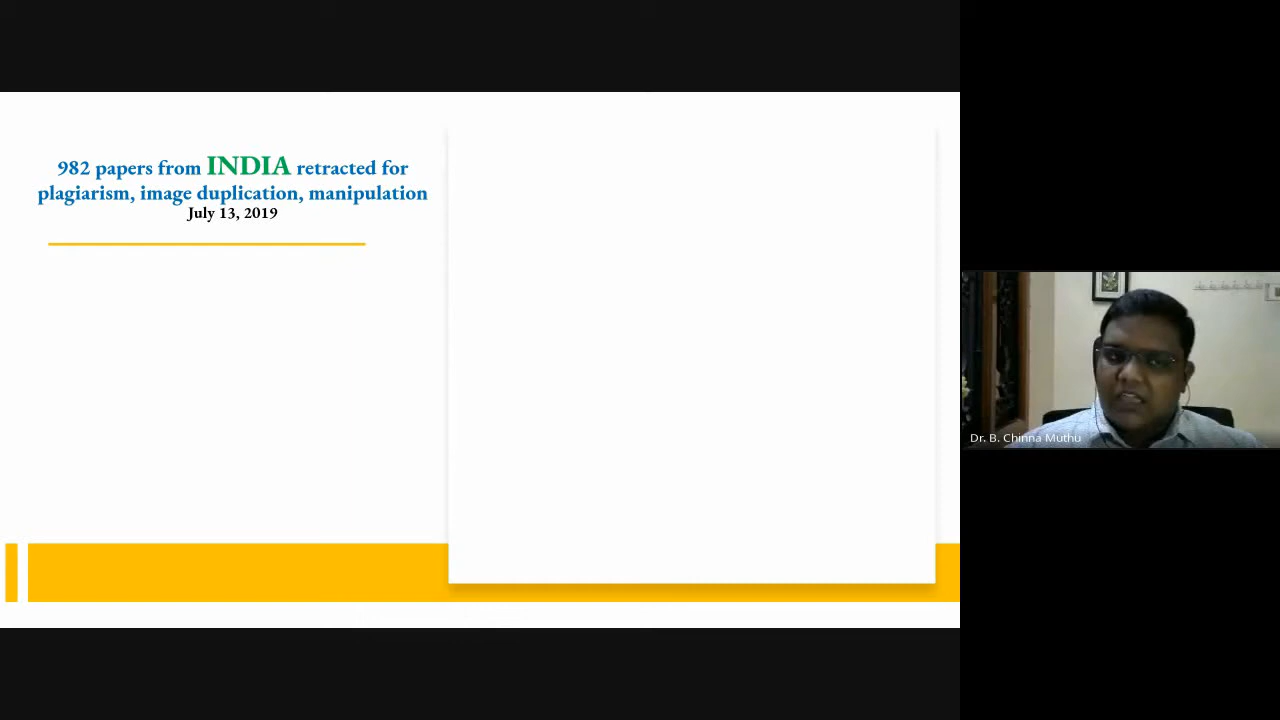 982 papers from INDIA retracted for
plagiarism, image duplication, manipulation
July 13, 2019
Dr. B. Chinna Muthu